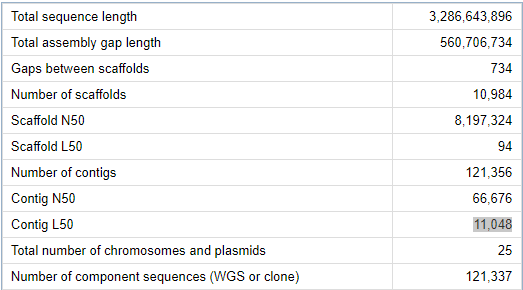 Total sequence length 3,286,643,896
Total assembly gap length 560,706,734
Gaps between scaffolds 734
Number of scaffolds 10,984
Scaffold N50 8,197,324
Scaffold L50 94
Number of contigs 121,356
Contig N50 66,676
Contig L50 11,048
Total number of chromosomes and plasmids 25
Number of component sequences (WGS or clone) 121,337